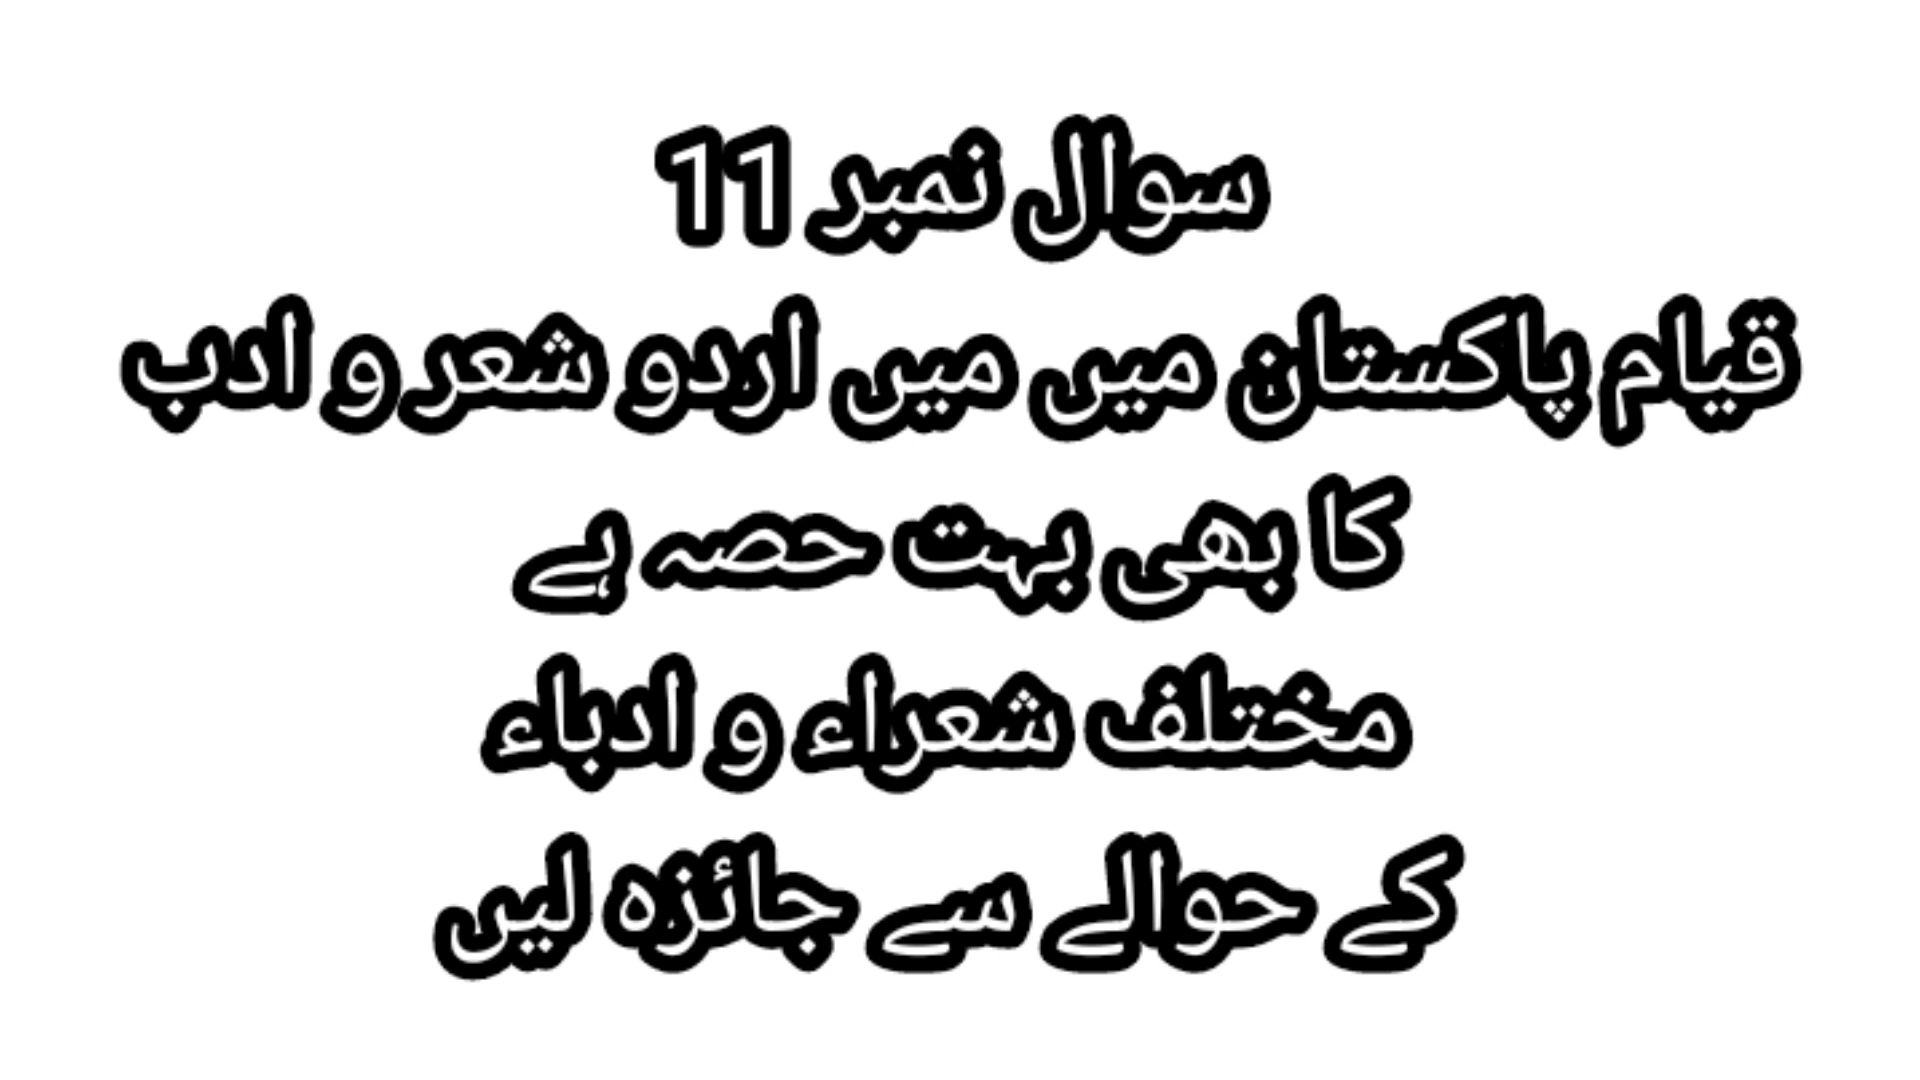 سوال نمبر 11
قیام پاکستان میں میں اردو شعر و ادب
کا بھی بہت حصہ ہے
مختلف شعراء و ادباء
کے حوالے سے جائزہ لیں